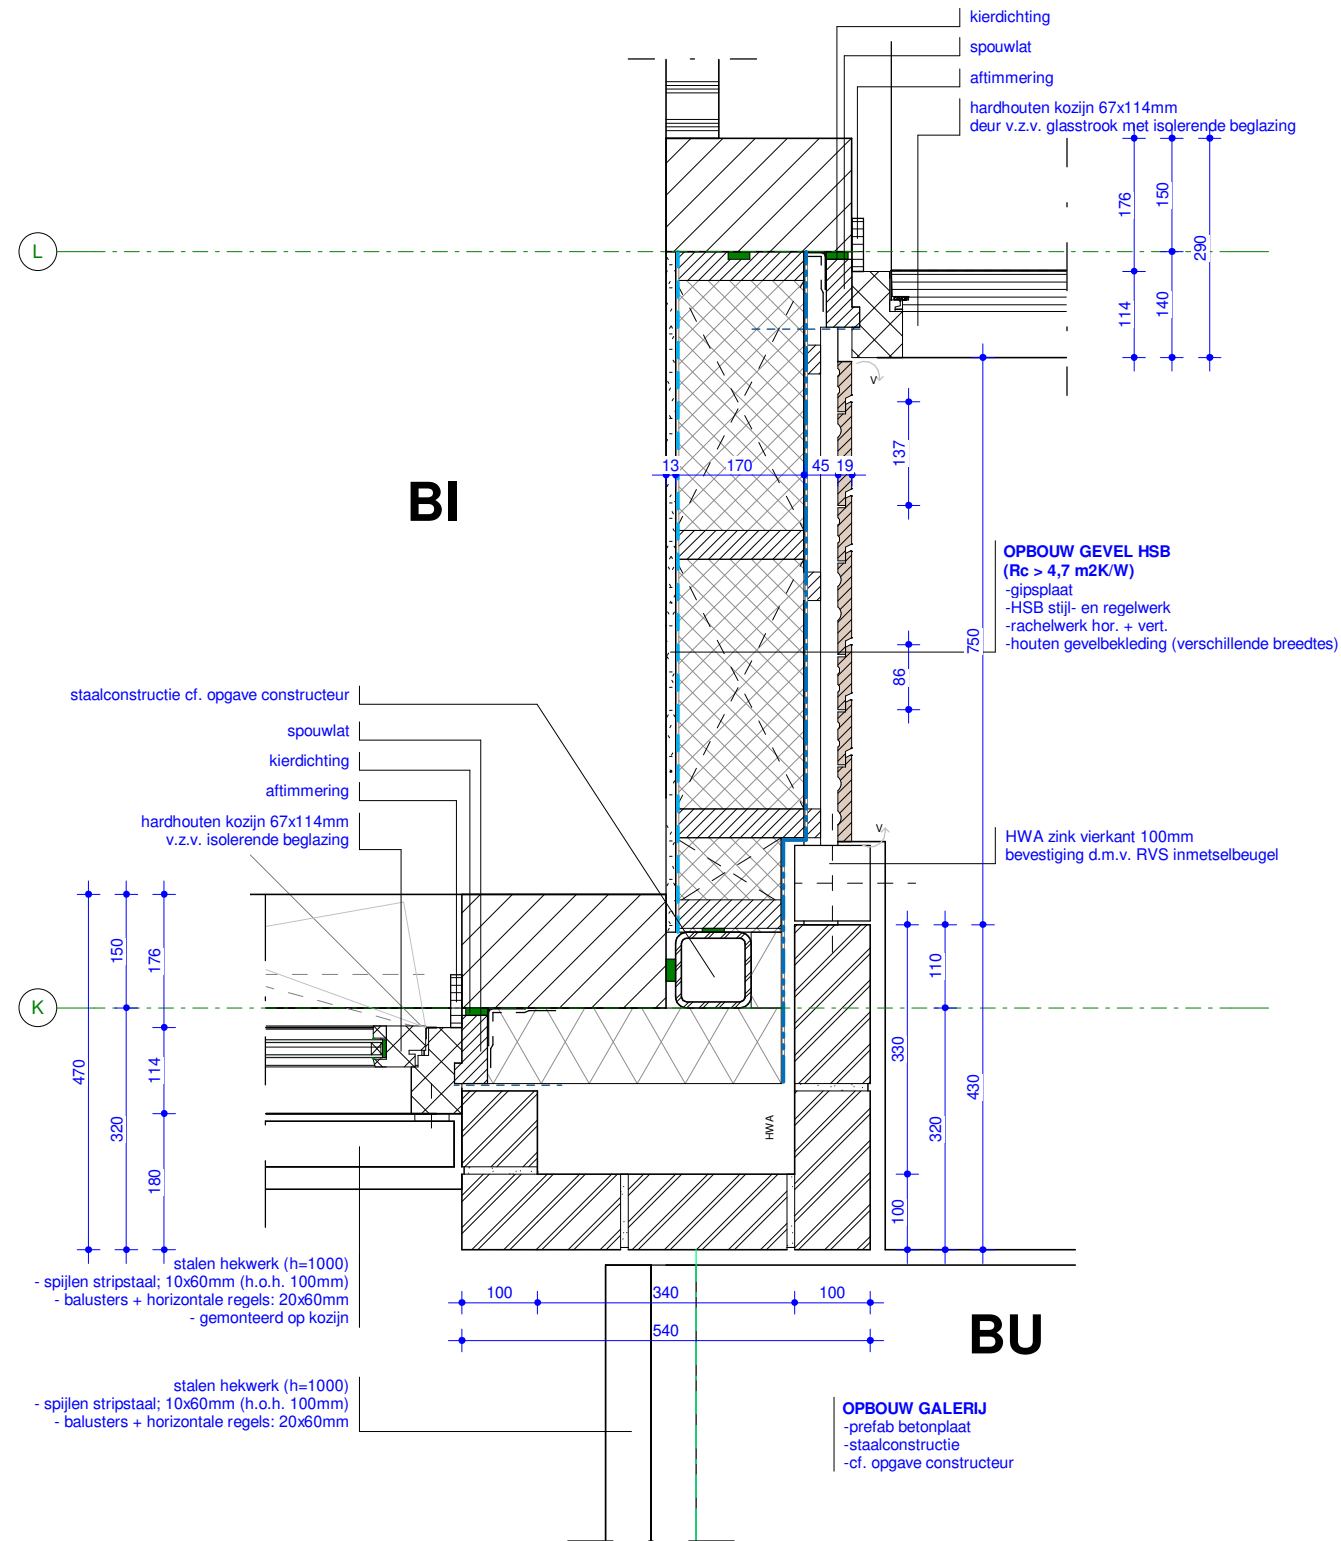 kierdichting
spouwlat
aftimmering
hardhouten kozijn 67x114mm
deur v.z.v. glasstrook met isolerende beglazing
176
150
290
114
140
L
V
137
13
170
45
19
BI
OPBOUW GEVEL HSB
(Rc > 4,7 m2K/W)
-gipsplaat
-HSB stijl- en regelwerk
-rachelwerk hor. + vert.
-houten gevelbekleding (verschillende breedtes)
750
86
staalconstructie cf. opgave constructeur
spouwlat
kierdichting
aftimmering
hardhouten kozijn 67x114mm
v.z.v. isolerende beglazing
V
HWA zink vierkant 100mm
bevestiging d.m.v. RVS inmetselbeugel
150
176
110
K
470
114
330
430
320
320
HWA
180
100
stalen hekwerk (h=1000)
- spijlen stripstaal; 10x60mm (h.o.h. 100mm)
- balusters + horizontale regels: 20x60mm
- gemonteerd op kozijn
100
340
100
540
BU
stalen hekwerk (h=1000)
- spijlen stripstaal; 10x60mm (h.o.h. 100mm)
- balusters + horizontale regels: 20x60mm
OPBOUW GALERIJ
-prefab betonplaat
-staalconstructie
-cf. opgave constructeur